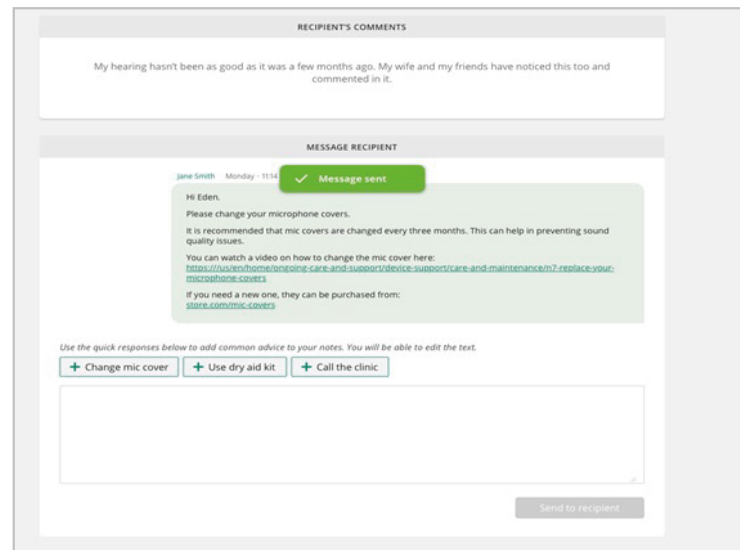 RECIPIENT'S COMMENTS
My hearing hasn't been as good as it was a few months ago. My wife and my friends have noticed this too and
commented in it.
MESSAGE RECIPIENT
Jane Smith Monday - 11:14
Message sent
Hi Eden,
Please change your microphone covers.
It is recommended that mic covers are changed every three months. This can help in preventing sound
quality issues.
You can watch a video on how to change the mic cover here:
https:///us/en/home/ongoing-care-and-support/device-support/care-and-maintenance/n7-replace-your-
microphone-covers
If you need a new one, they can be purchased from:
store.com/mic-covers
Use the quick responses below to add common advice to your notes. You will be able to edit the text.
+ Change mic cover + Use dry aid kit + Call the clinic
Send to recipient